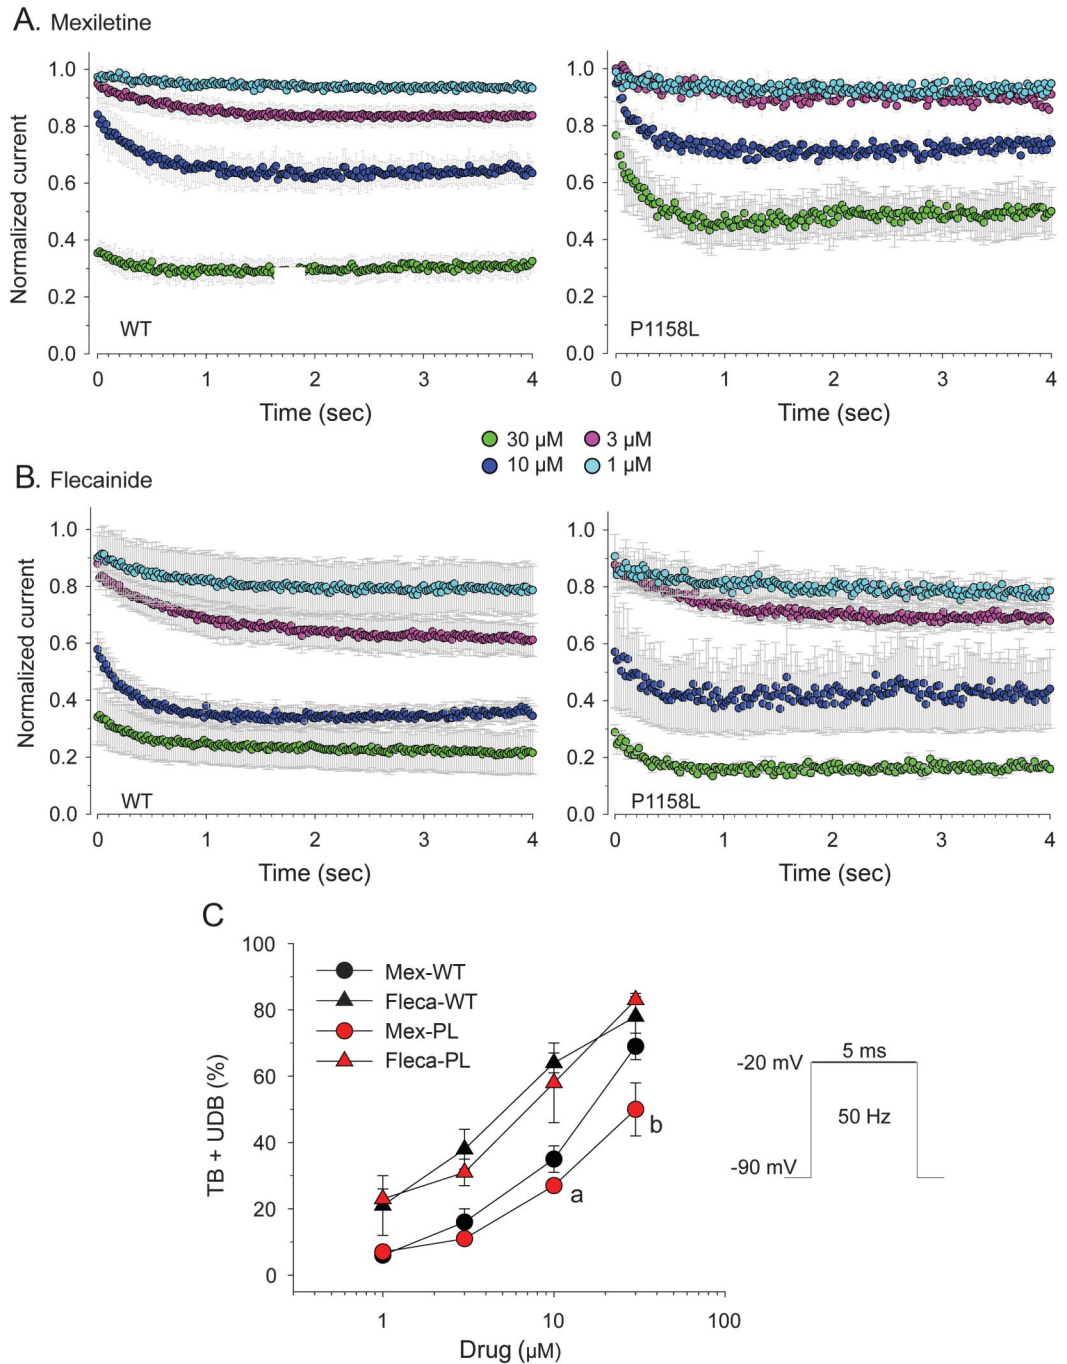 A. Mexiletine
Normalized current
1.0
0.8
0.6
0.4
0.2
0.0
WT
0 1 2 3 4
Time (sec)
1.0
0.8
0.6
0.4
0.2
0.0
P1158L
0 1 2 3 4
Time (sec)
30 µM 3 µM
10 µM 1 µM
B. Flecainide
Normalized current
1.0
0.8
0.6
0.4
0.2
0.0
WT
0 1 2 3 4
Time (sec)
1.0
0.8
0.6
0.4
0.2
0.0
P1158L
0 1 2 3 4
Time (sec)
C
TB + UDB (%)
100
80
60
40
20
0
Mex-WT
Fleca-WT
Mex-PL
Fleca-PL
b
a
1 10 100
Drug (µM)
-20 mV
5 ms
50 Hz
-90 mV